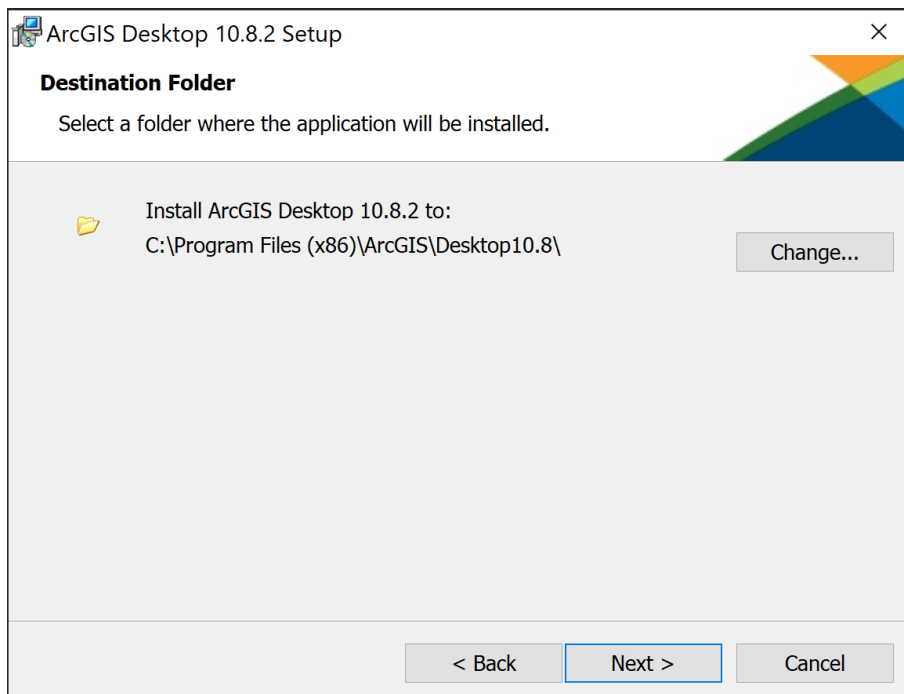 ArcGIS Desktop 10.8.2 Setup
Destination Folder
Select a folder where the application will be installed.
Install ArcGIS Desktop 10.8.2 to:
C:\Program Files (x86)\ArcGIS\Desktop10.8\
Change...
< Back
Next >
Cancel